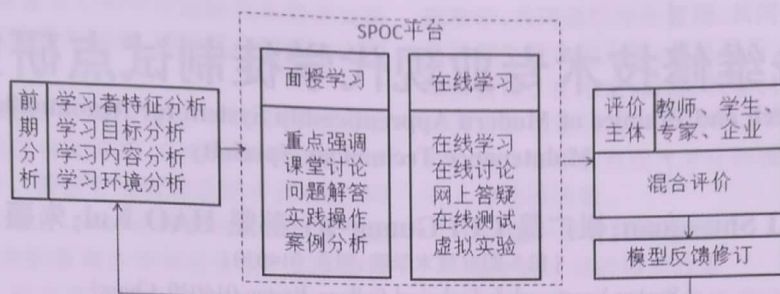 SPOC平台
前期分析
学习者特征分析
学习目标分析
学习内容分析
学习环境分析
面授学习
重点强调
课堂讨论
问题解答
实践操作
案例分析
在线学习
在线学习
在线讨论
网上答疑
在线测试
虚拟实验
评价主体
教师、学生、
专家、企业
混合评价
模型反馈修订